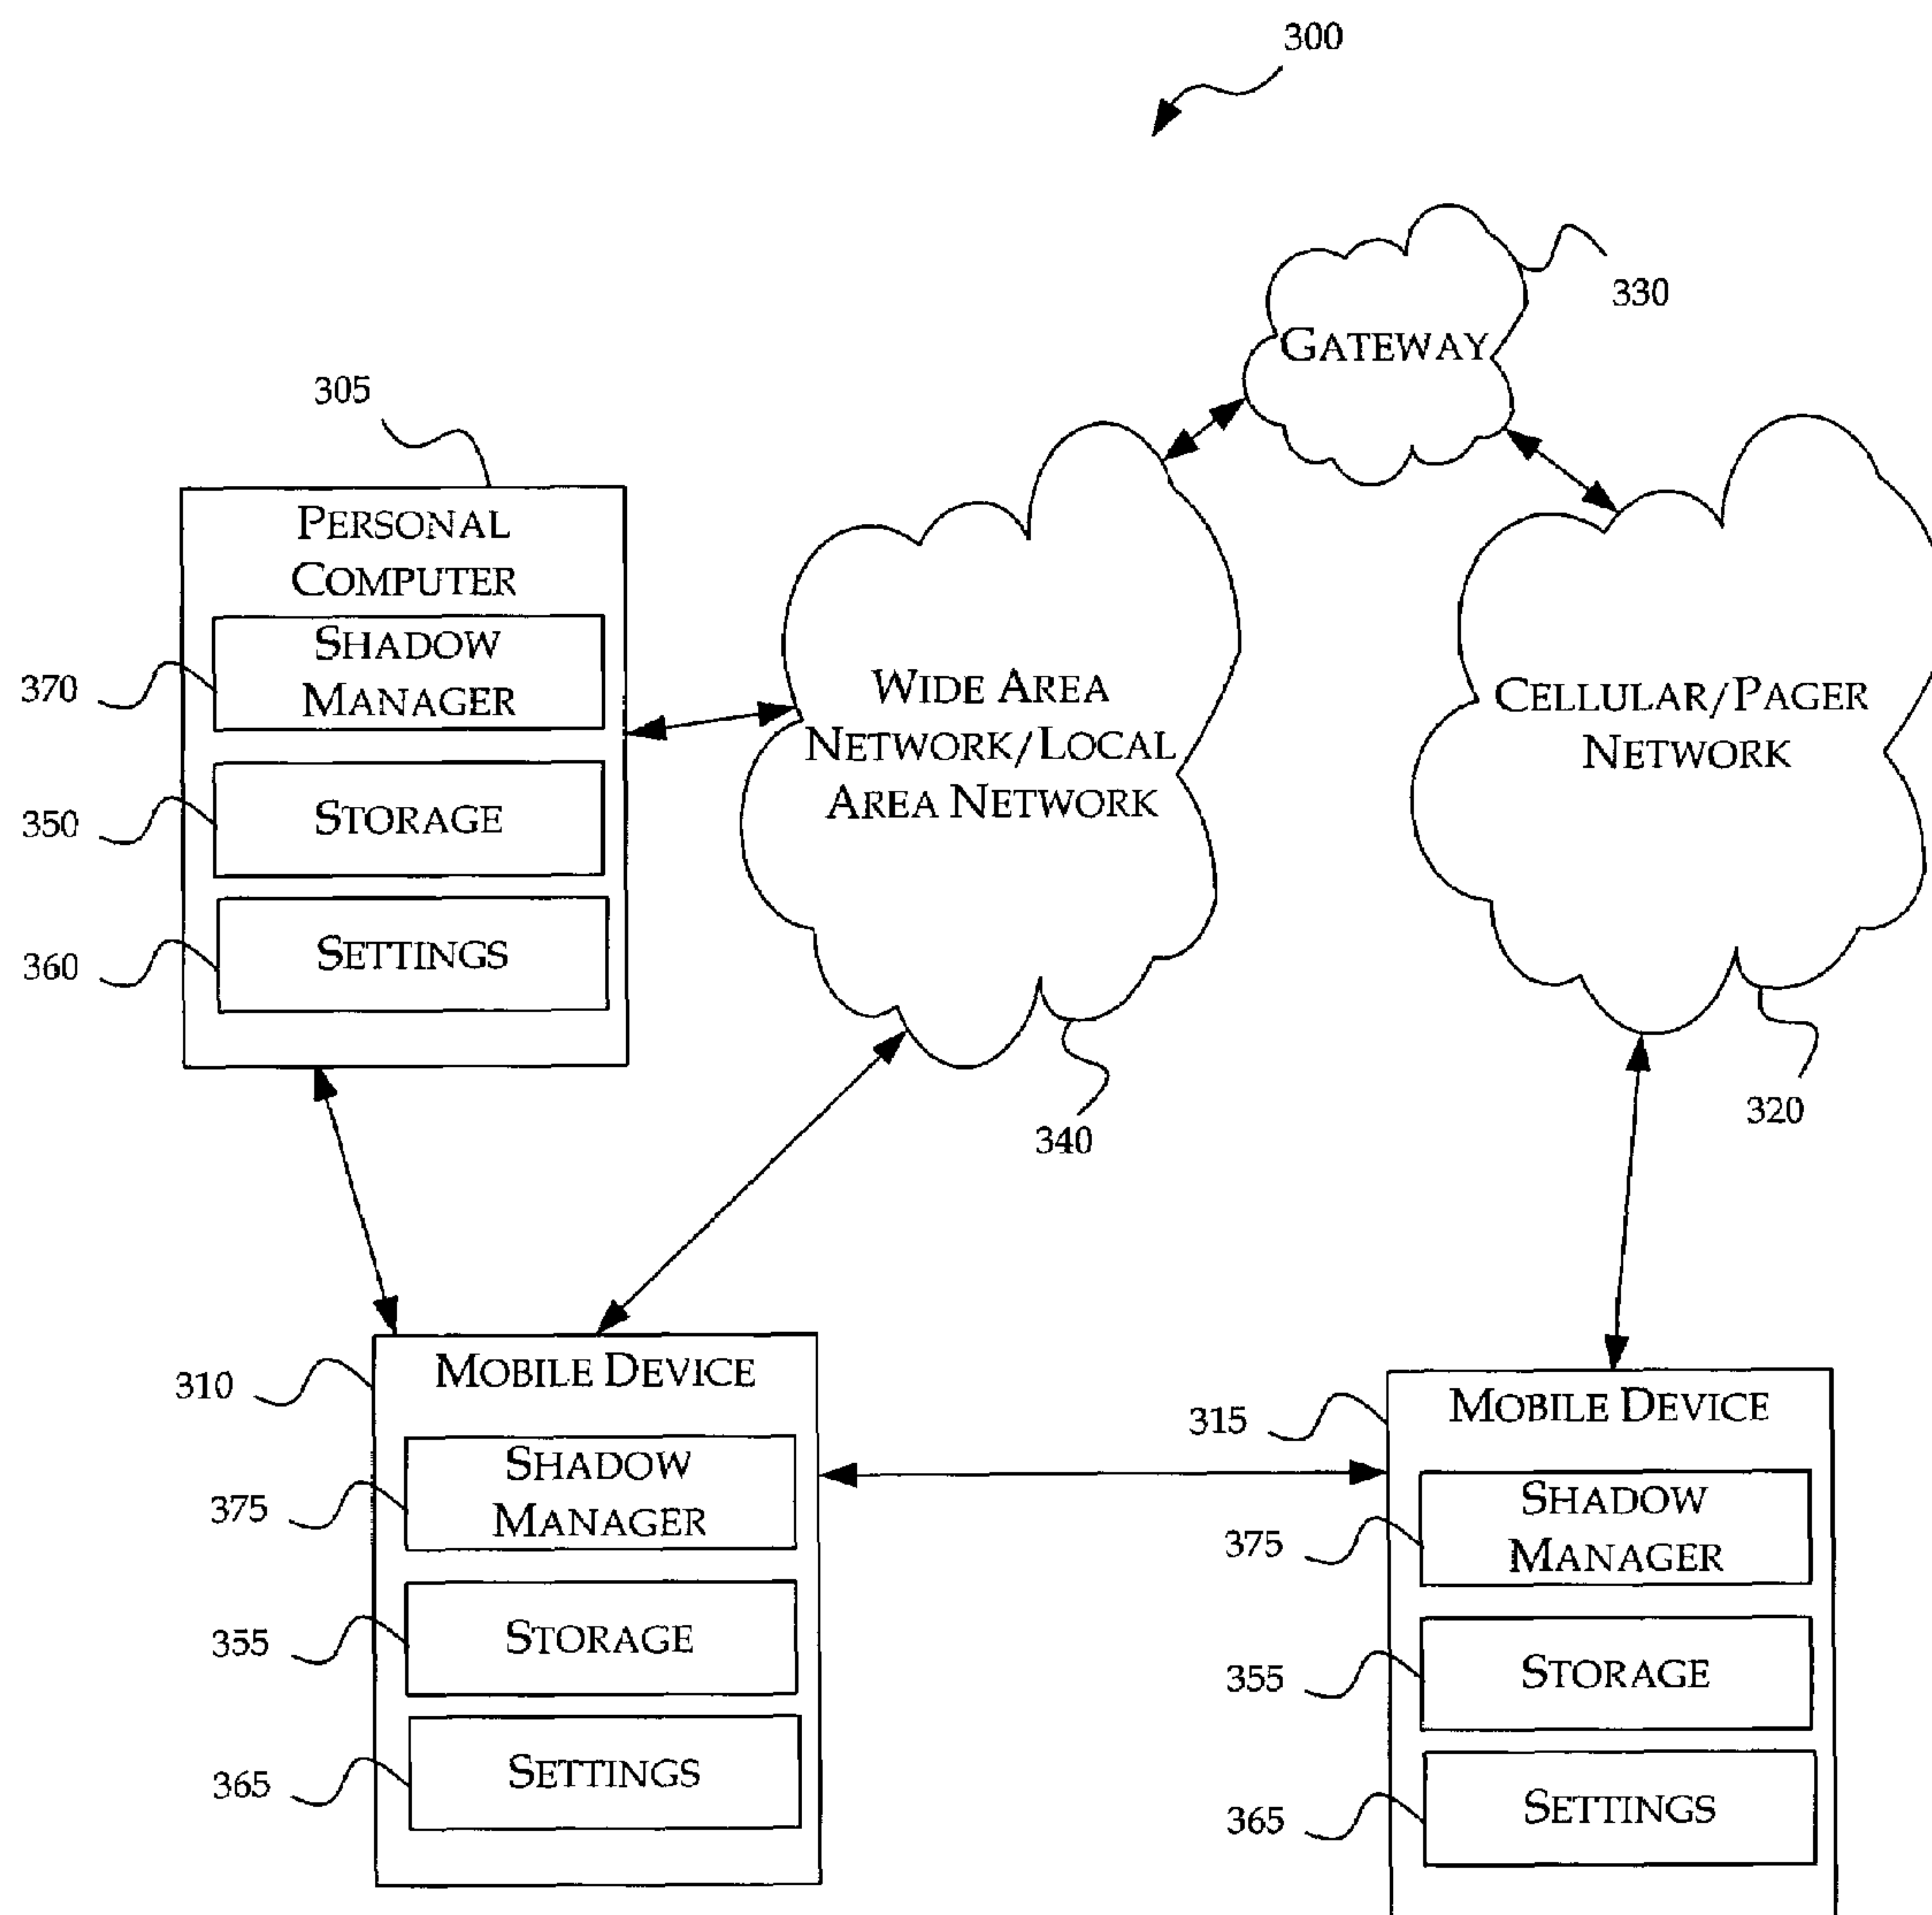 300
330
GATEWAY
305
PERSONAL
COMPUTER
SHADOW
MANAGER
370
STORAGE
350
SETTINGS
360
WIDE AREA
NETWORK/LOCAL
AREA NETWORK
340
CELLULAR/PAGER
NETWORK
320
310
MOBILE DEVICE
SHADOW
MANAGER
375
STORAGE
355
SETTINGS
365
315
MOBILE DEVICE
SHADOW
MANAGER
375
STORAGE
355
SETTINGS
365